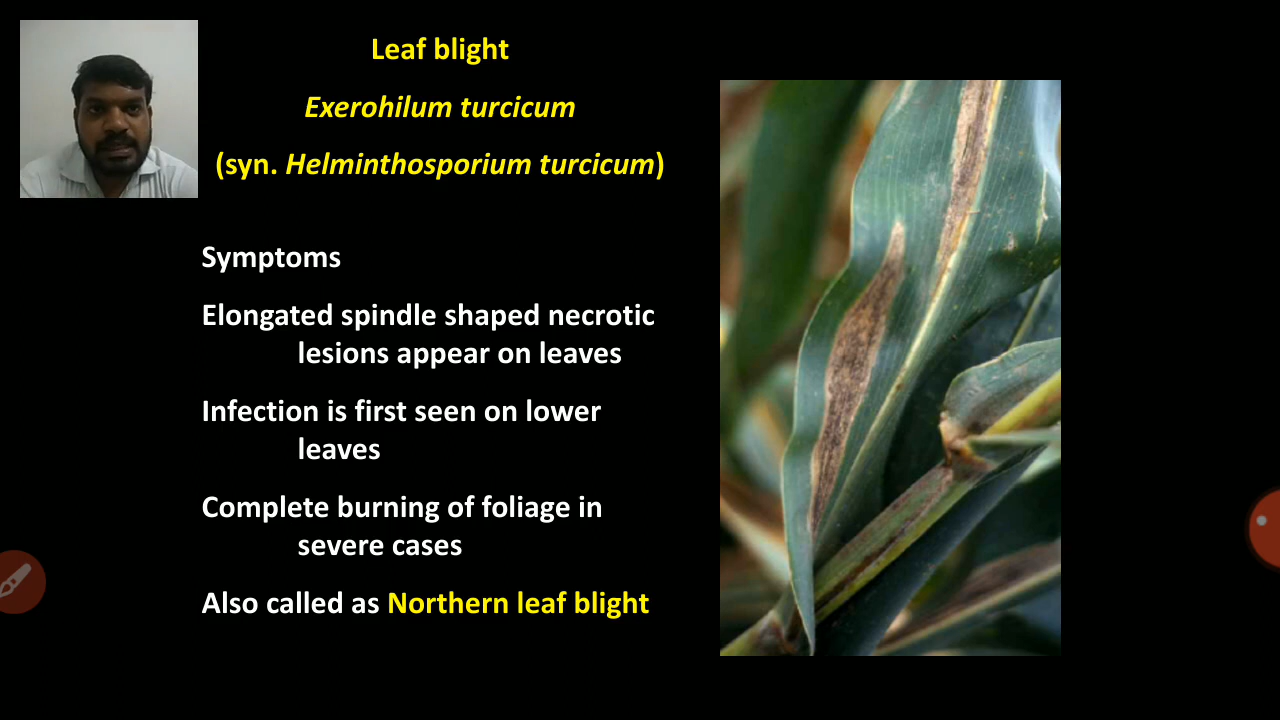 Leaf blight
Exerohilum turcicum
(syn. Helminthosporium turcicum)
Symptoms
Elongated spindle shaped necrotic
lesions appear on leaves
Infection is first seen on lower
leaves
Complete burning of foliage in
severe cases
Also called as Northern leaf blight